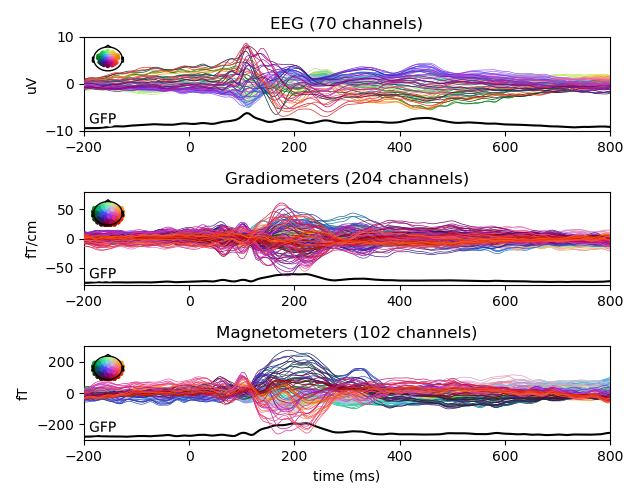 EEG (70 channels)
10
0
−10
uV
GFP
−200 0 200 400 600 800
Gradiometers (204 channels)
50
0
−50
fT/cm
GFP
−200 0 200 400 600 800
Magnetometers (102 channels)
200
0
−200
fT
GFP
−200 0 200 400 600 800
time (ms)